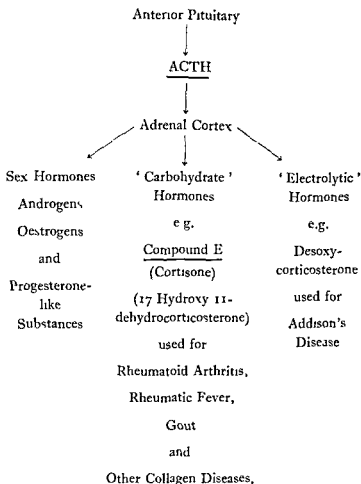 Anterior Pituitary
ACTH
Adrenal Cortex
Sex Hormones
Androgens
Oestrogens
and
Progesterone-
like
Substances
' Carbohydrate '
Hormones
e g.
Compound E
(Cortisone)
(17 Hydroxy 11-
dehydrocorticosterone)
used for
Rheumatoid Arthritis,
Rheumatic Fever,
Gout
and
Other Collagen Diseases.
' Electrolytic '
Hormones
e.g.
Desoxy-
corticosterone
used for
Addison's
Disease